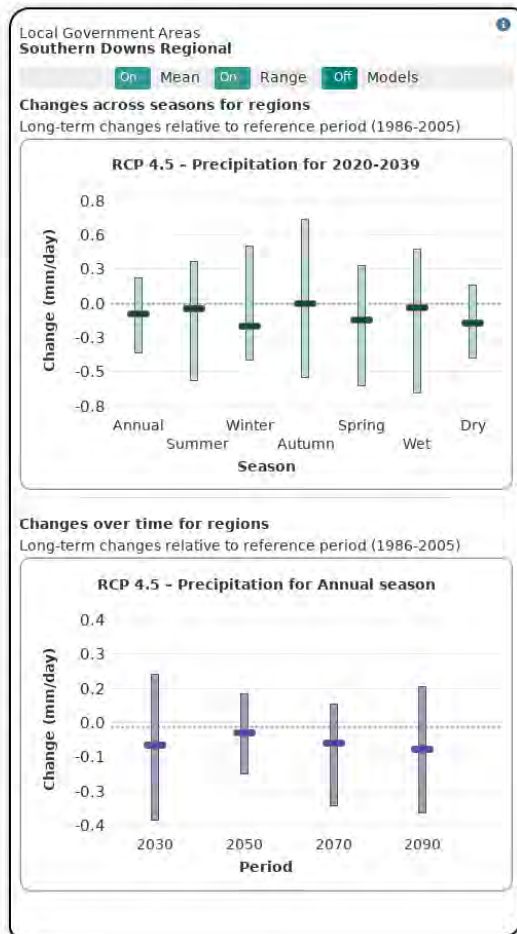 Local Government Areas
Southern Downs Regional
On Mean On Range Off Models
Changes across seasons for regions
Long-term changes relative to reference period (1986-2005)
RCP 4.5 – Precipitation for 2020-2039
Change (mm/day)
0.8
0.6
0.3
0.0
-0.3
-0.5
-0.8
Annual Winter Spring Dry
Summer Autumn Wet
Season
Changes over time for regions
Long-term changes relative to reference period (1986-2005)
RCP 4.5 – Precipitation for Annual season
Change (mm/day)
0.4
0.3
0.2
0.0
-0.1
-0.3
-0.4
2030 2050 2070 2090
Period